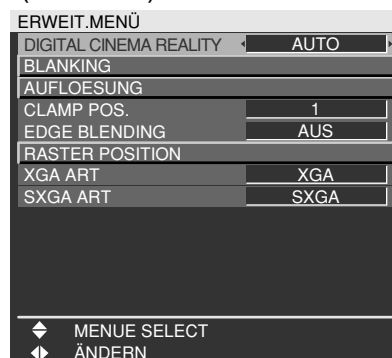 ERWEIT.MENÜ
DIGITAL CINEMA REALITY AUTO
BLANKING
AUFLOESUNG
CLAMP POS. 1
EDGE BLENDING AUS
RASTER POSITION
XGA ART XGA
SXGA ART SXGA
MENUE SELECT
ÄNDERN